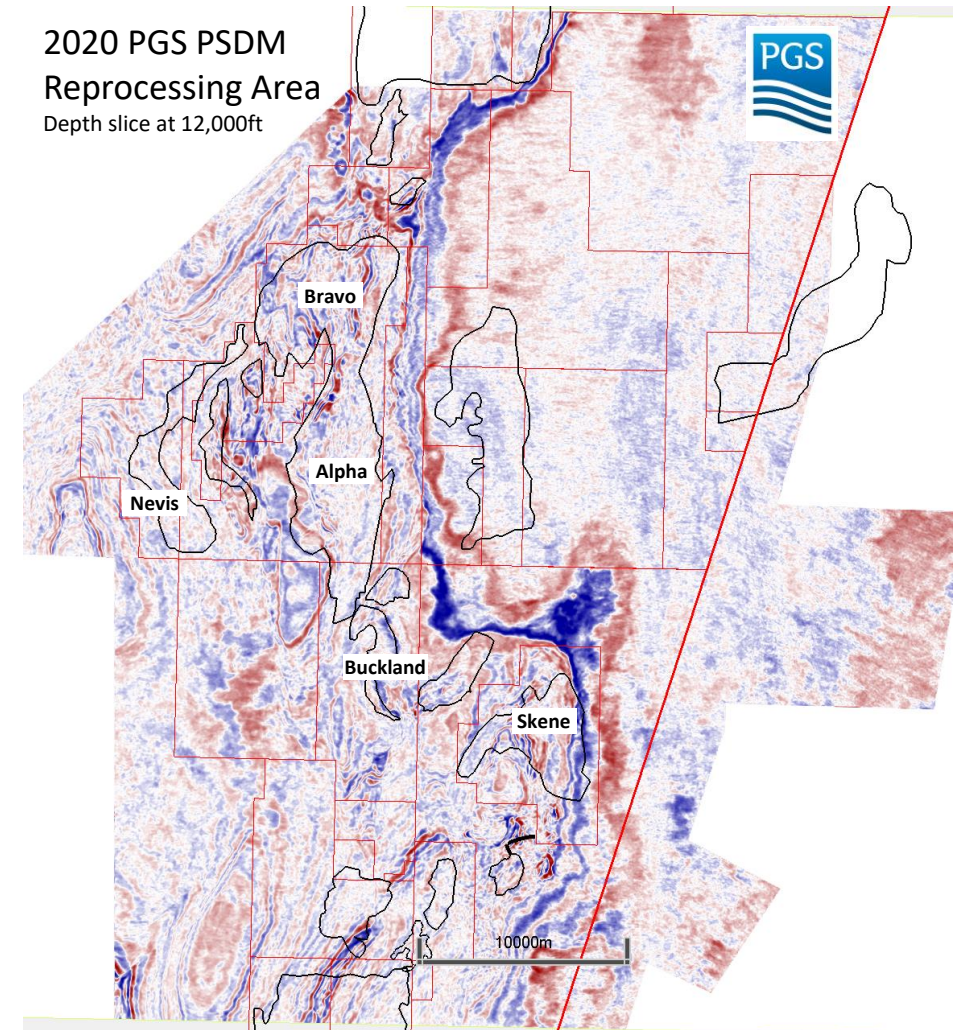 2020 PGS PSDM
Reprocessing Area
Depth slice at 12,000ft
PGS
Bravo
Alpha
Nevis
Buckland
Skene
10000m